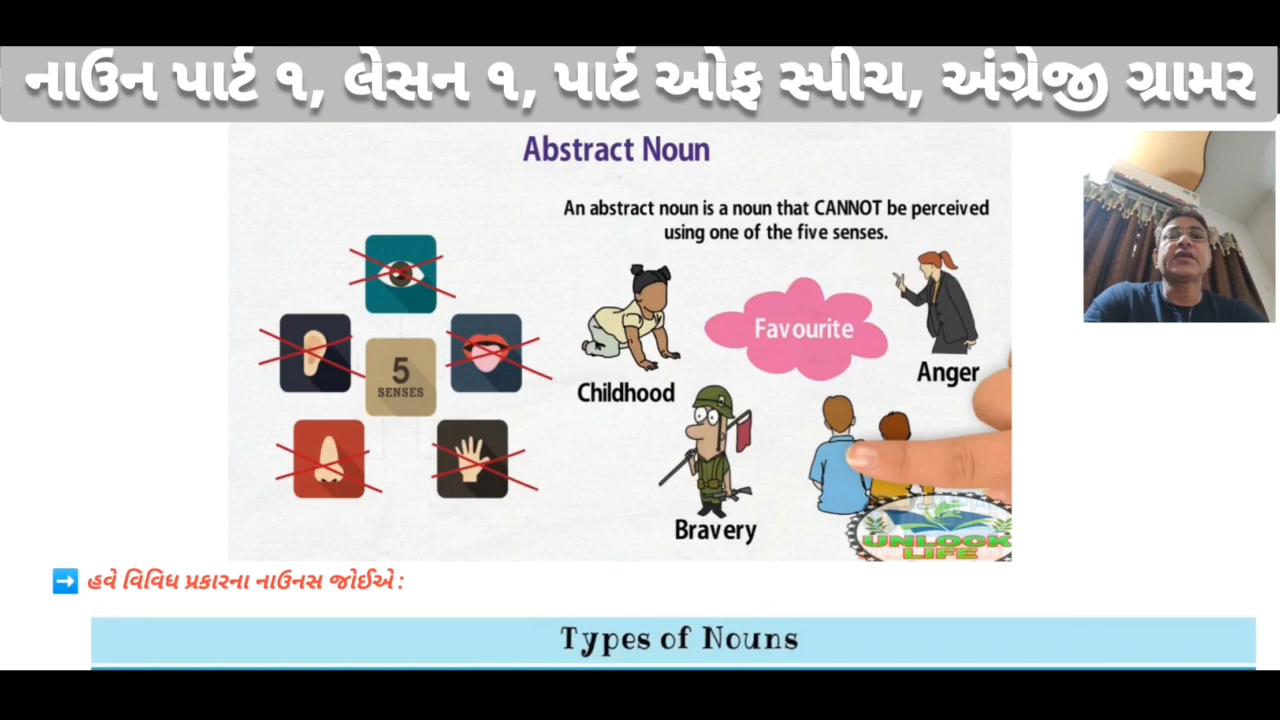 નાઉન પાર્ટ ૧, લેસન ૧, પાર્ટ ઓફ સ્પીચ, અંગ્રેજી ગ્રામર
Abstract Noun
An abstract noun is a noun that CANNOT be perceived
using one of the five senses.
5
SENSES
Favourite
Childhood
Anger
Bravery
UNLOCK
LIFE
હવે વિવિધ પ્રકારના નાઉનસ જોઈએ :
Types of Nouns